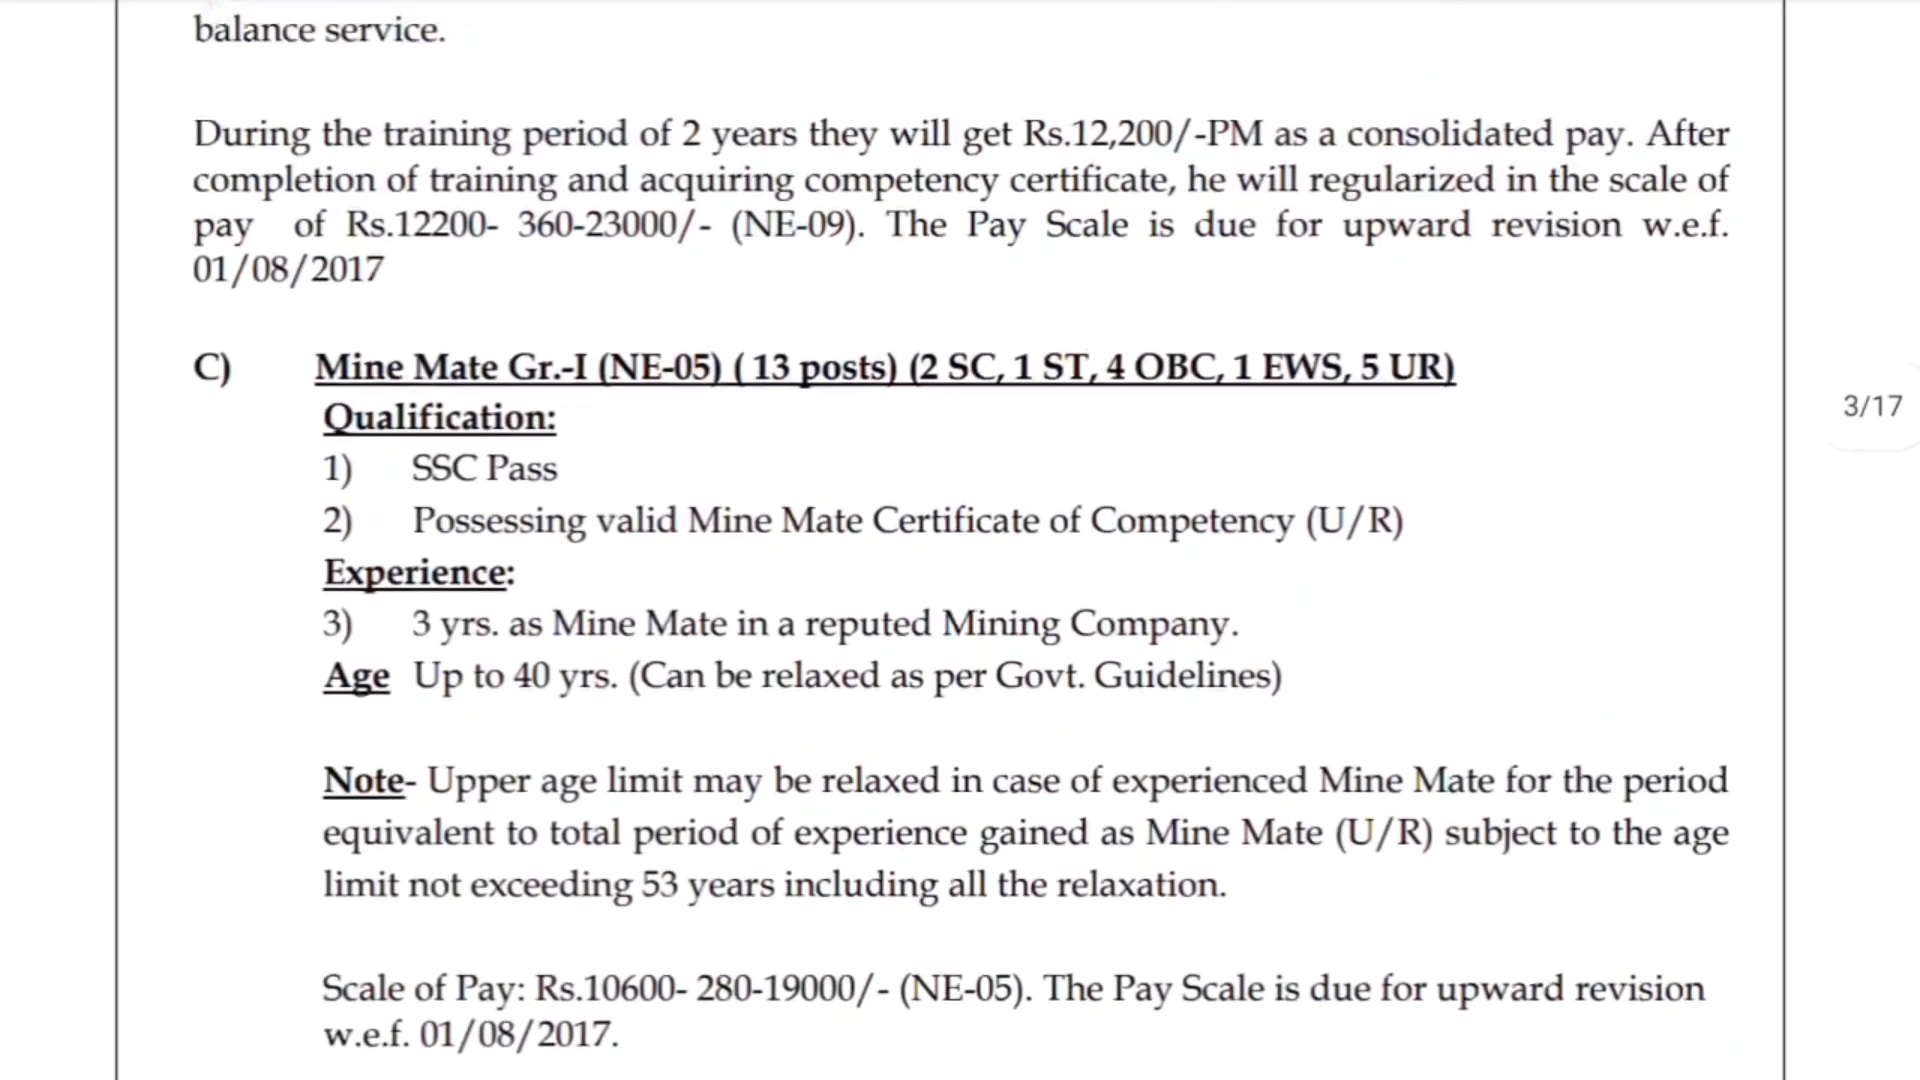 balance service.
During the training period of 2 years they will get Rs.12,200/-PM as a consolidated pay. After
completion of training and acquiring competency certificate, he will regularized in the scale of
pay of Rs.12200- 360-23000/- (NE-09). The Pay Scale is due for upward revision w.e.f.
01/08/2017
C) Mine Mate Gr.-I (NE-05) ( 13 posts) (2 SC, 1 ST, 4 OBC, 1 EWS, 5 UR)
Qualification:
1) SSC Pass
3/17
2) Possessing valid Mine Mate Certificate of Competency (U/R)
Experience:
3) 3 yrs. as Mine Mate in a reputed Mining Company.
Age Up to 40 yrs. (Can be relaxed as per Govt. Guidelines)
Note- Upper age limit may be relaxed in case of experienced Mine Mate for the period
equivalent to total period of experience gained as Mine Mate (U/R) subject to the age
limit not exceeding 53 years including all the relaxation.
Scale of Pay: Rs.10600- 280-19000/- (NE-05). The Pay Scale is due for upward revision
w.e.f. 01/08/2017.